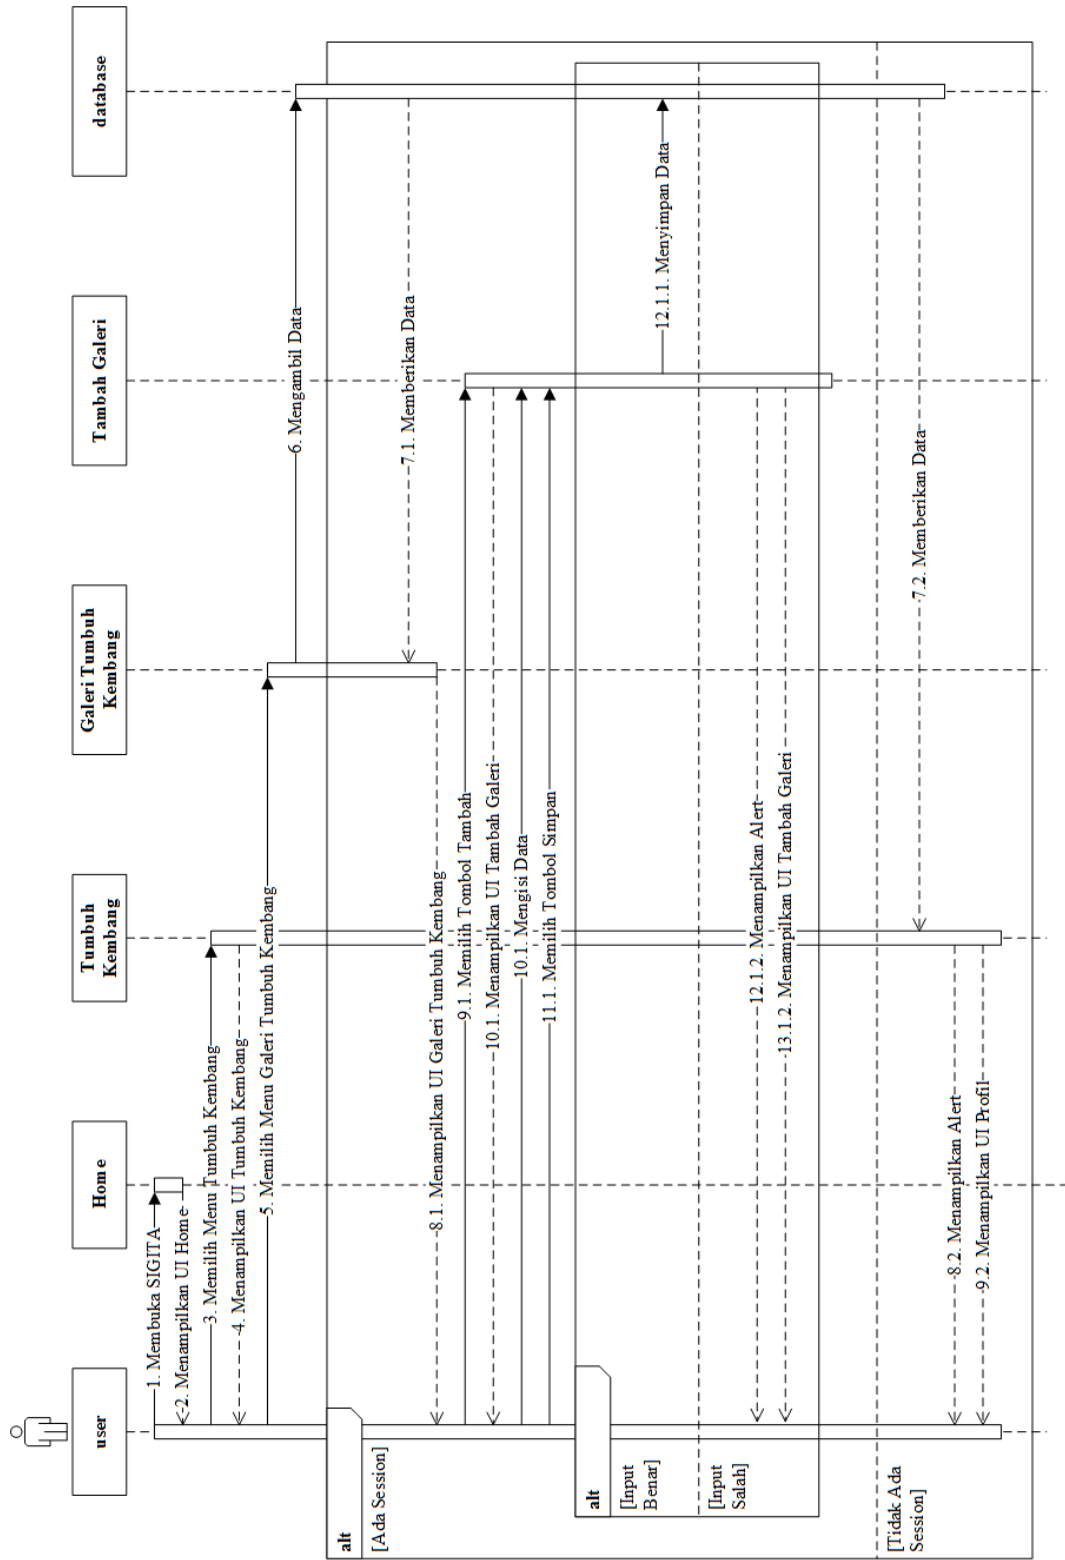 user
Home
Tumbuh
Kembang
Galeri Tumbuh
Kembang
Tambah Galeri
database
1. Membuka SIGITA
2. Menampilkan UI Home
3. Memilih Menu Tumbuh Kembang
4. Menampilkan UI Tumbuh Kembang
5. Memilih Menu Galeri Tumbuh Kembang
6. Mengambil Data
alt
[Ada Session]
7.1. Memberikan Data
8.1. Menampilkan UI Galeri Tumbuh Kembang
9.1. Memilih Tombol Tambah
10.1. Menampilkan UI Tambah Galeri
10.1. Mengisi Data
11.1. Memilih Tombol Simpan
alt
[Input
Benar]
12.1.1. Menyimpan Data
[Input
Salah]
12.1.2. Menampilkan Alert
13.1.2. Menampilkan UI Tambah Galeri
[Tidak Ada
Session]
7.2. Memberikan Data
8.2. Menampilkan Alert
9.2. Menampilkan UI Profil